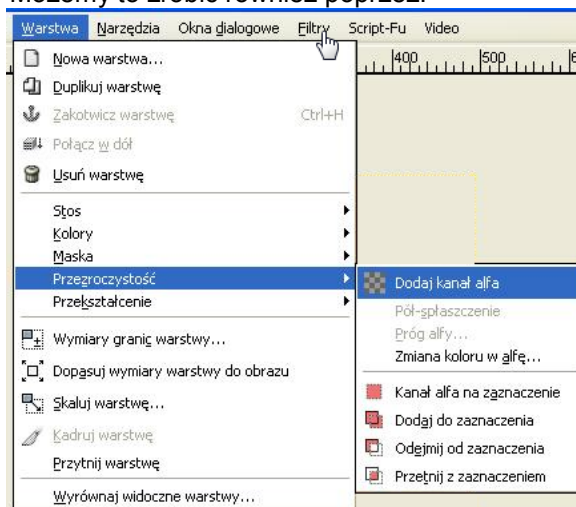 Możemy to zrobić również poprzez:
Warstwa Narzędzia Okna dialogowe Filtry Script-Fu Video
400 500
Nowa warstwa...
Duplikuj warstwę
Zakotwicz warstwę Ctrl+H
Połącz w dół
Usuń warstwę
Stos
Kolory
Maska
Przezroczystość
Przekształcenie
Wymiary granic warstwy...
Dopasuj wymiary warstwy do obrazu
Skaluj warstwę...
Kadruj warstwę
Przytnij warstwę
Wyrównaj widoczne warstwy...
Dodaj kanał alfa
Pół-spłaszczenie
Próg alfy...
Zmiana koloru w alfę...
Kanał alfa na zaznaczenie
Dodaj do zaznaczenia
Odejmij od zaznaczenia
Przetnij z zaznaczeniem